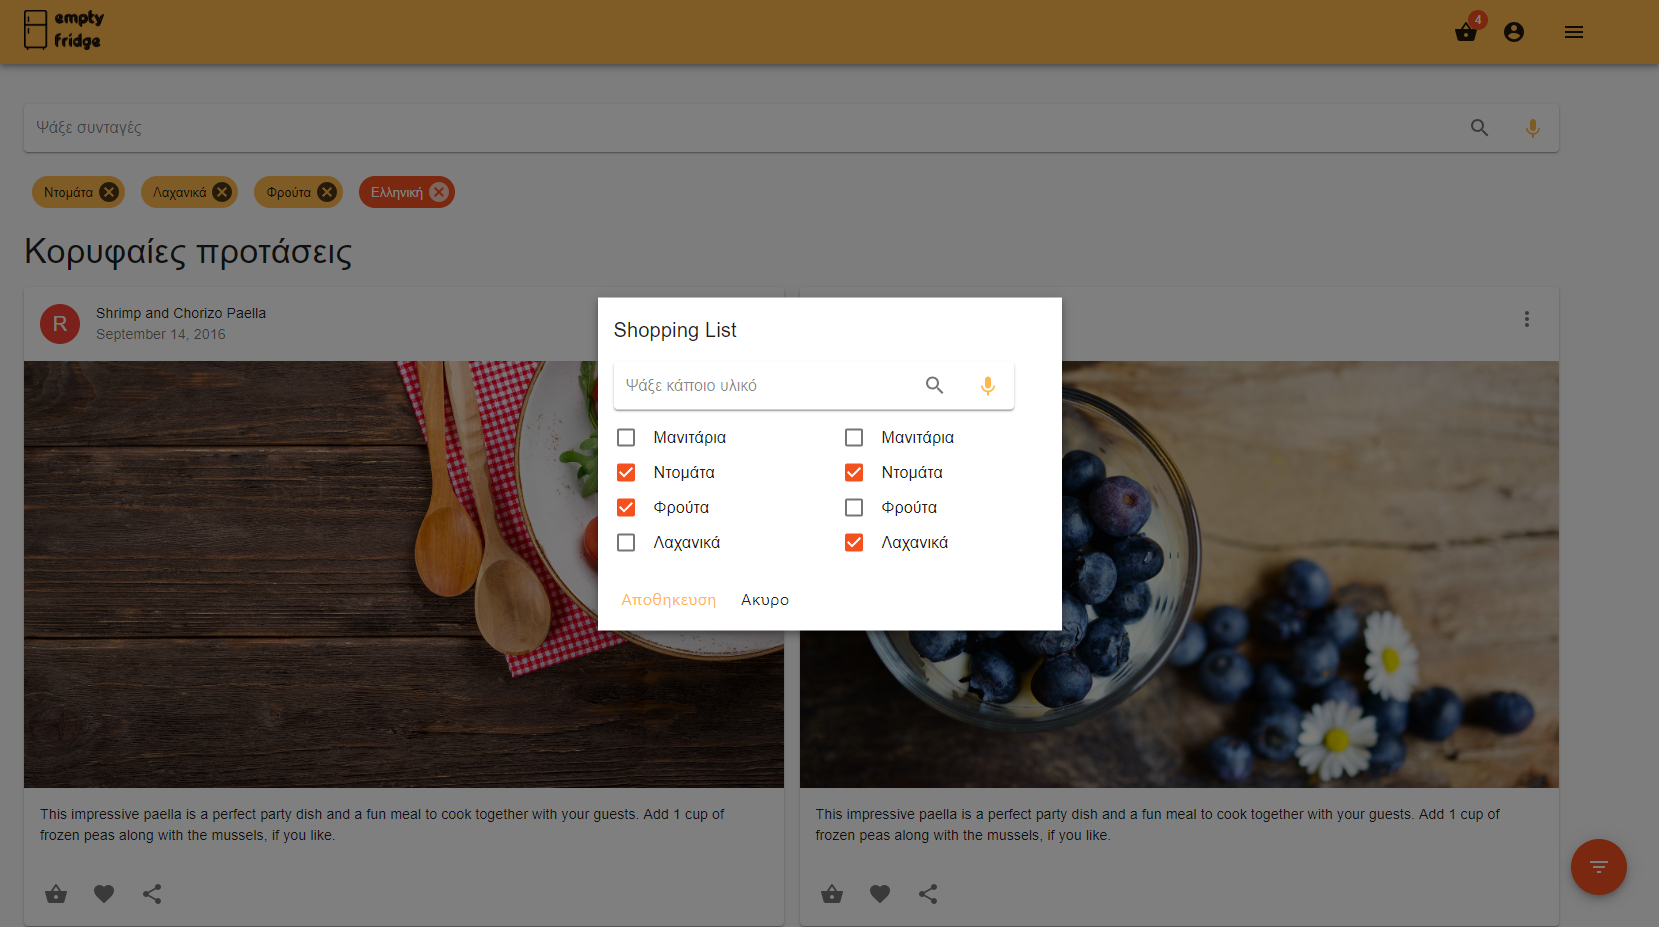 empty
fridge
4
Ψάξε συνταγές
Ντομάτα
Λαχανικά
Φρούτα
Ελληνική
Κορυφαίες προτάσεις
R
Shrimp and Chorizo Paella
September 14, 2016
Shopping List
Ψάξε κάποιο υλικό
Μανιτάρια
Μανιτάρια
Ντομάτα
Ντομάτα
Φρούτα
Φρούτα
Λαχανικά
Λαχανικά
Αποθηκευση
Ακυρο
This impressive paella is a perfect party dish and a fun meal to cook together with your guests. Add 1 cup of
frozen peas along with the mussels, if you like.
This impressive paella is a perfect party dish and a fun meal to cook together with your guests. Add 1 cup of
frozen peas along with the mussels, if you like.